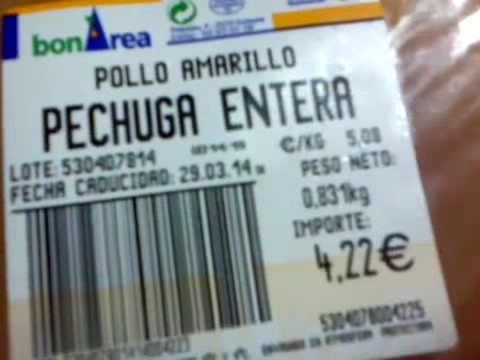 bonÀrea
POLLO AMARILLO
PECHUGA ENTERA
€/KG 5,08
LOTE: 530407814
PESO NETO:
FECHA CADUCIDAD: 29.03.14
0,831kg
IMPORTE:
4,22€
5304078004225